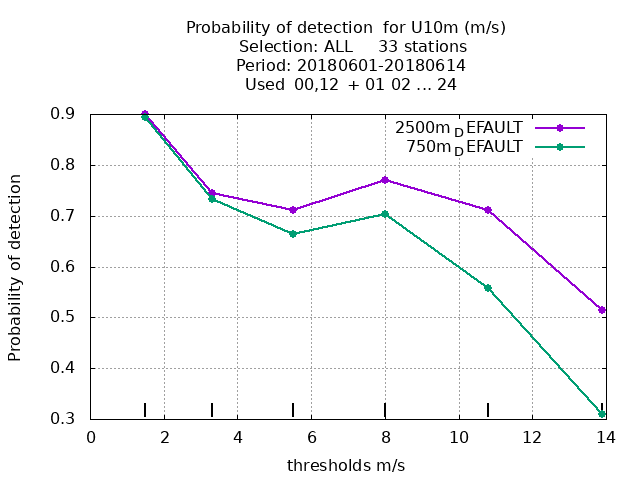 Probability of detection for U10m (m/s)
Selection: ALL 33 stations
Period: 20180601-20180614
Used 00,12 + 01 02 ... 24
2500m_DEFAULT
750m_DEFAULT
Probability of detection
0.9
0.8
0.7
0.6
0.5
0.4
0.3
0 2 4 6 8 10 12 14
thresholds m/s